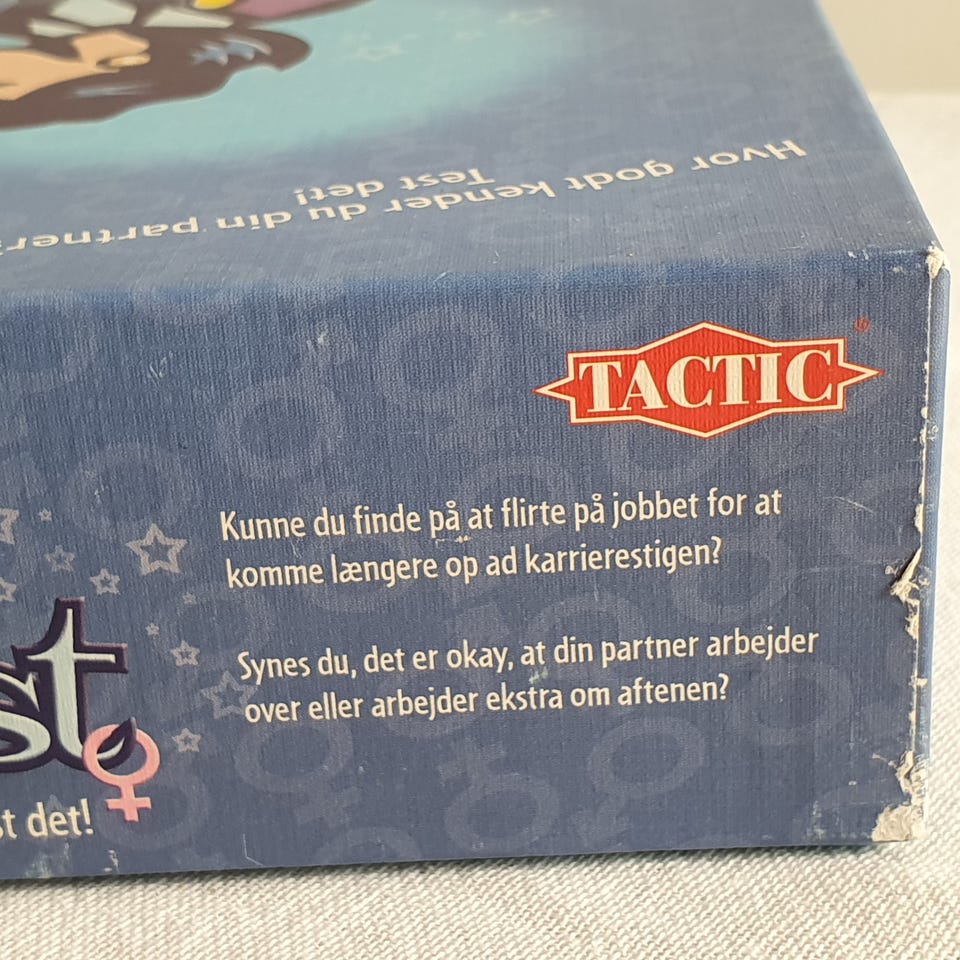 Hvor godt kender du din partner?
Test det!
TACTIC
®
Kunne du finde på at flirte på jobbet for at
komme længere op ad karrierestigen?
Synes du, det er okay, at din partner arbejder
over eller arbejder ekstra om aftenen?
st
st det!